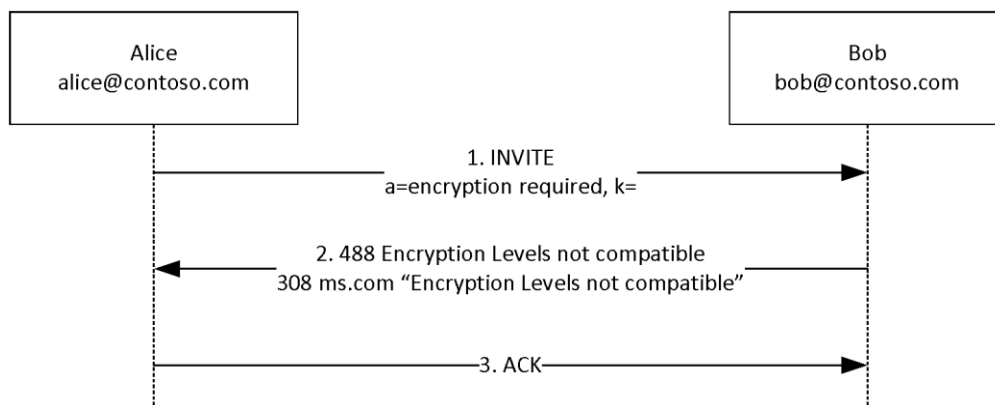 Alice
alice@contoso.com
Bob
bob@contoso.com
1. INVITE
a=encryption required, k=
2. 488 Encryption Levels not compatible
308 ms.com “Encryption Levels not compatible”
3. ACK